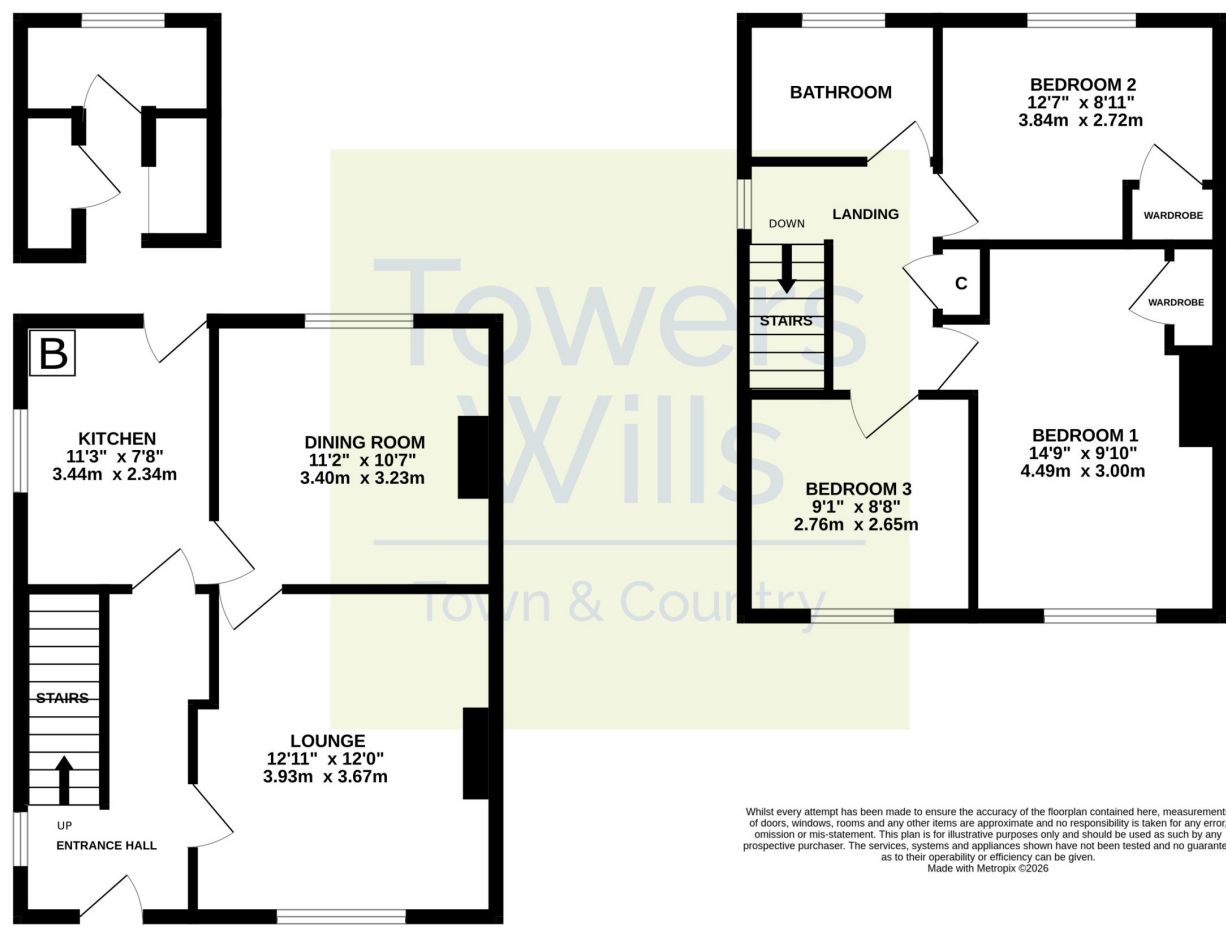 BATHROOM
BEDROOM 2
12'7" x 8'11"
3.84m x 2.72m
WARDROBE
LANDING
DOWN
STAIRS
C
WARDROBE
BEDROOM 1
14'9" x 9'10"
4.49m x 3.00m
BEDROOM 3
9'1" x 8'8"
2.76m x 2.65m
B
KITCHEN
11'3" x 7'8"
3.44m x 2.34m
DINING ROOM
11'2" x 10'7"
3.40m x 3.23m
STAIRS
UP
ENTRANCE HALL
LOUNGE
12'11" x 12'0"
3.93m x 3.67m
Towers
Wills
Town & Country
Whilst every attempt has been made to ensure the accuracy of the floorplan contained here, measurements
of doors, windows, rooms and any other items are approximate and no responsibility is taken for any error,
omission or mis-statement. This plan is for illustrative purposes only and should be used as such by any
prospective purchaser. The services, systems and appliances shown have not been tested and no guarantee
as to their operability or efficiency can be given.
Made with Metropix ©2026